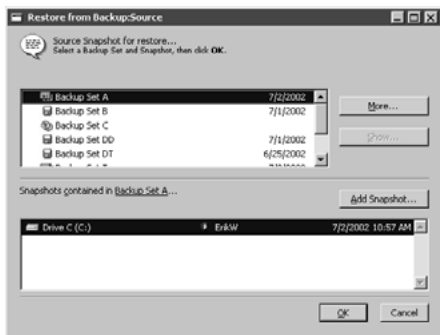 Restore from Backup:Source
Source Snapshot for restore...
Select a Backup Set and Snapshot, then click OK.
Backup Set A 7/2/2002
Backup Set B 7/1/2002
Backup Set C
Backup Set DD 7/1/2002
Backup Set DT 6/25/2002
More...
Show...
Snapshots contained in Backup Set A...
Add Snapshot...
Drive C (C:) ErikW 7/2/2002 10:57 AM
OK
Cancel